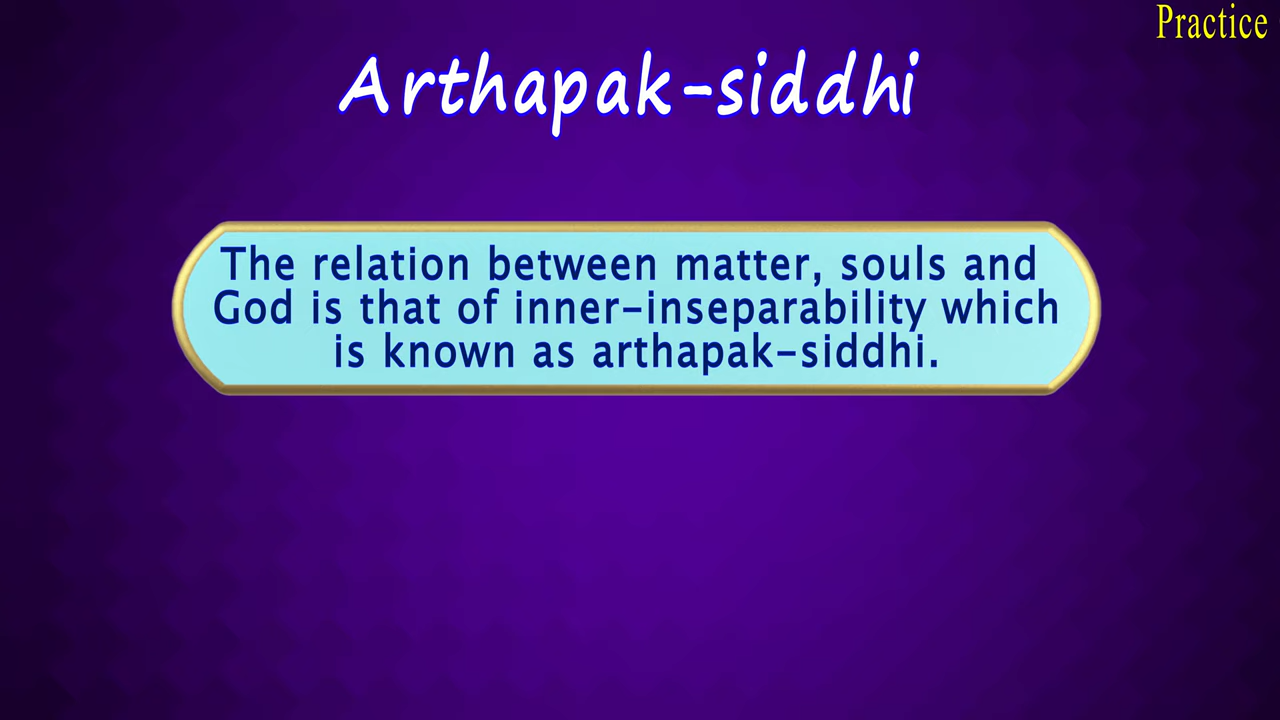 Practice
Arthapak-siddhi
The relation between matter, souls and
God is that of inner-inseparability which
is known as arthapak-siddhi.